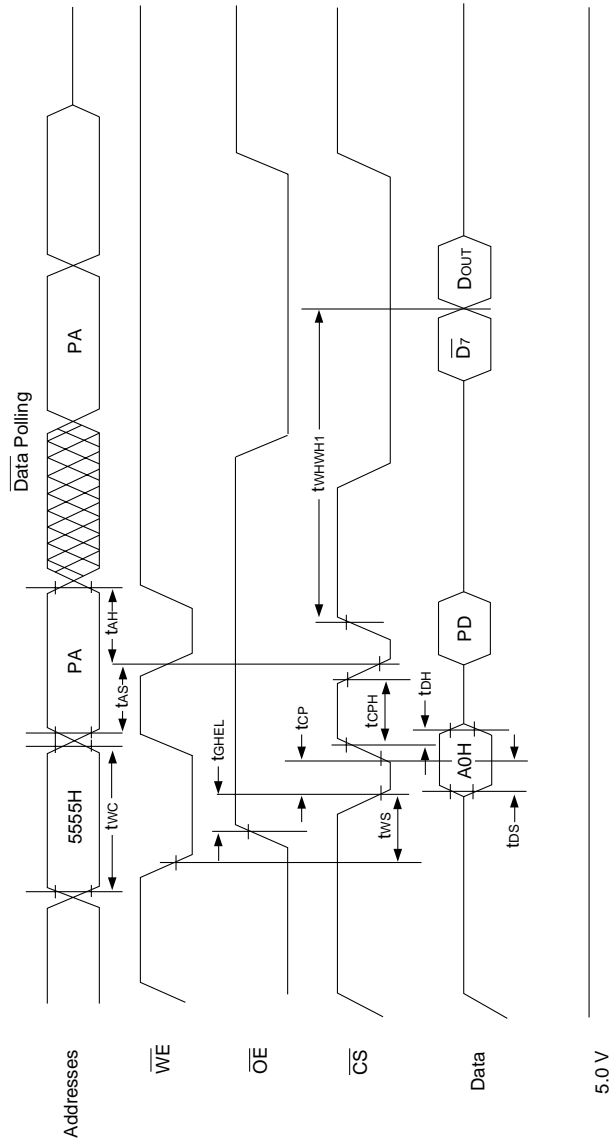 Data Polling
Addresses
5555H
PA
PA
tWC
tAS
tAH
WE
OE
tGHEL
tWHWH1
CS
tWS
tCP
tCPH
tDH
Data
A0H
PD
D7
DOUT
tDS
5.0 V